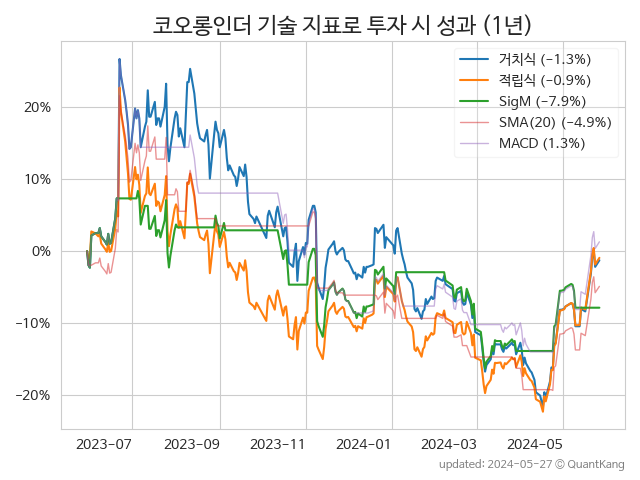 코오롱인더 기술 지표로 투자 시 성과 (1년)
거치식 (−1.3%)
적립식 (−0.9%)
SigM (−7.9%)
SMA(20) (−4.9%)
MACD (1.3%)
20%
10%
0%
−10%
−20%
2023−07 2023−09 2023−11 2024−01 2024−03 2024−05
updated: 2024-05-27 © QuantKang